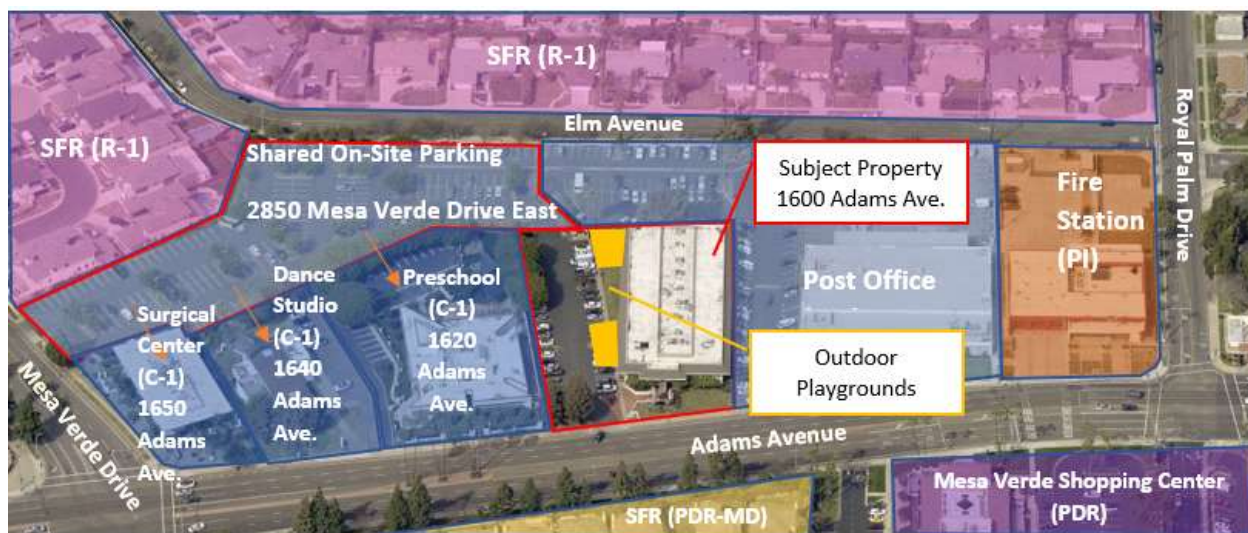 SFR (R-1)
SFR (R-1)
Elm Avenue
Royal Palm Drive
Shared On-Site Parking
2850 Mesa Verde Drive East
Subject Property
1600 Adams Ave.
Fire
Station
(PI)
Post Office
Surgical
Center
(C-1)
1650
Adams
Ave.
Dance
Studio
(C-1)
1640
Adams
Ave.
Preschool
(C-1)
1620
Adams
Ave.
Outdoor
Playgrounds
Mesa Verde Drive
Adams Avenue
SFR (PDR-MD)
Mesa Verde Shopping Center
(PDR)